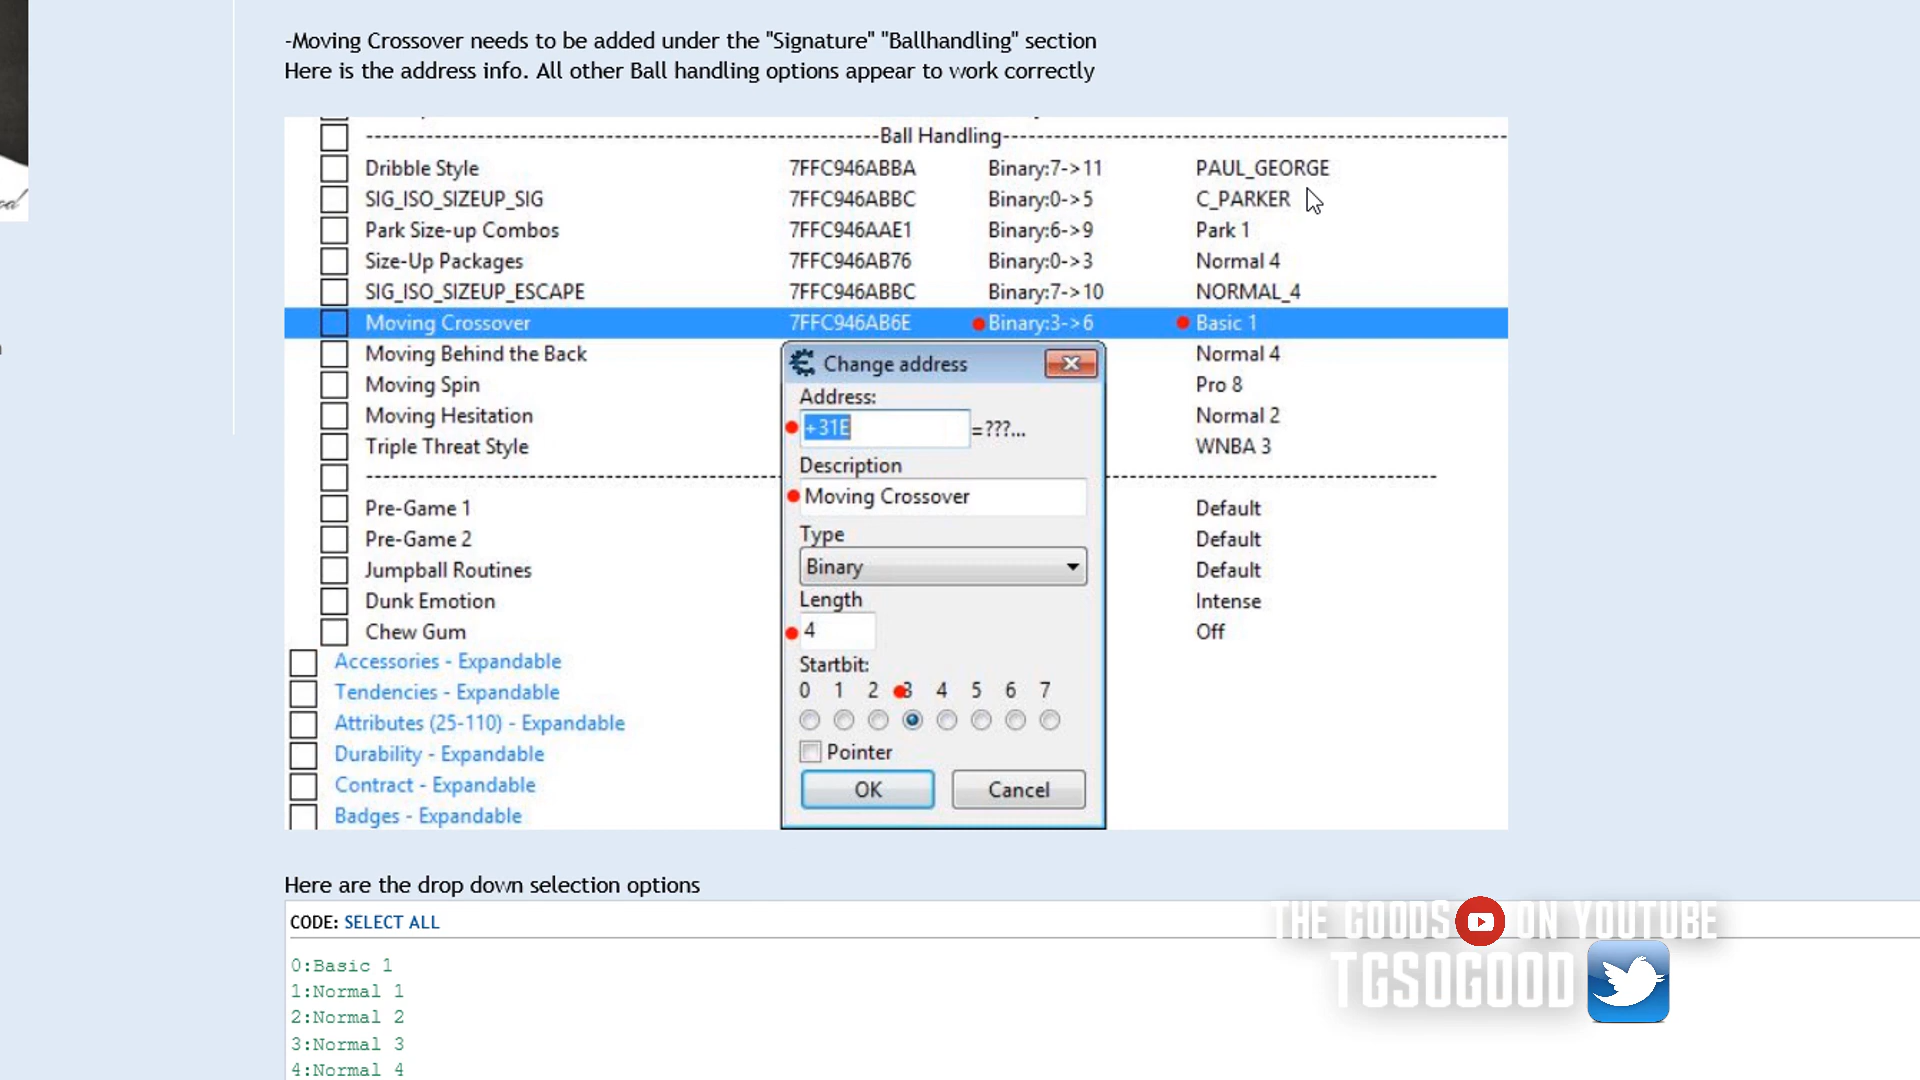 -Moving Crossover needs to be added under the "Signature" "Ballhandling" section
Here is the address info. All other Ball handling options appear to work correctly
Ball Handling
Dribble Style 7FFC946ABBA Binary:7->11 PAUL_GEORGE
SIG_ISO_SIZEUP_SIG 7FFC946ABBC Binary:0->5 C_PARKER
Park Size-up Combos 7FFC946AAE1 Binary:6->9 Park 1
Size-Up Packages 7FFC946AB76 Binary:0->3 Normal 4
SIG_ISO_SIZEUP_ESCAPE 7FFC946ABBC Binary:7->10 NORMAL_4
Moving Crossover 7FFC946AB6E Binary:3->6 Basic 1
Moving Behind the Back Normal 4
Moving Spin Pro 8
Moving Hesitation Normal 2
Triple Threat Style WNBA 3
Pre-Game 1 Default
Pre-Game 2 Default
Jumpball Routines Default
Dunk Emotion Intense
Chew Gum Off
Accessories - Expandable
Tendencies - Expandable
Attributes (25-110) - Expandable
Durability - Expandable
Contract - Expandable
Badges - Expandable
Change address
Address:
+31E =???...
Description
Moving Crossover
Type
Binary
Length
4
Startbit:
0 1 2 3 4 5 6 7
Pointer
OK Cancel
Here are the drop down selection options
CODE: SELECT ALL
0:Basic 1
1:Normal 1
2:Normal 2
3:Normal 3
4:Normal 4
THE GOODS ON YOUTUBE
TGSOGOOD